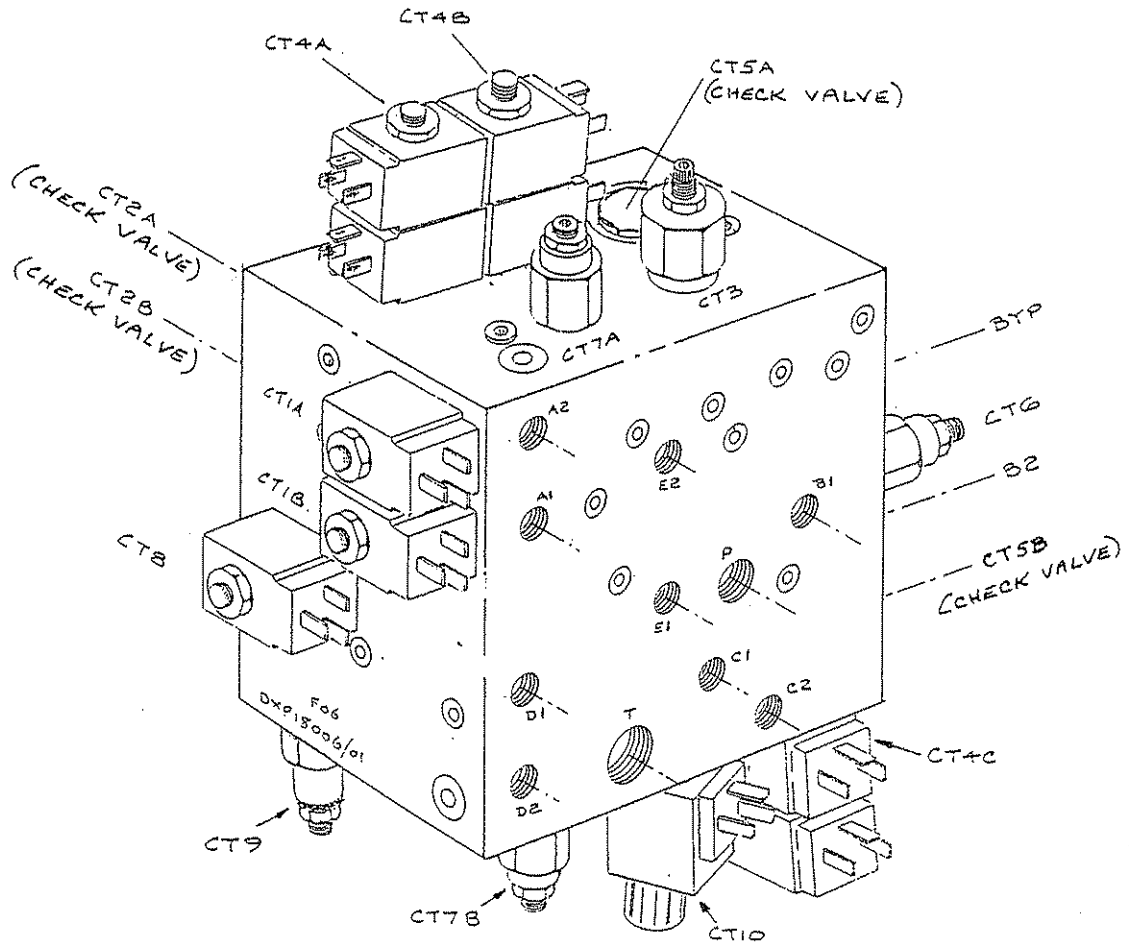 CT4A
CT4B
CT5A
(CHECK VALVE)
CT2A
(CHECK VALVE)
CT2B
(CHECK VALVE)
CT3
CT7A
BYP
CT1A
A2
CT6
E2
B2
CT1B
A1
B1
CT8
P
CT5B
(CHECK VALVE)
E1
C1
C2
D1
T
F06
DXP18006/01
CT4C
D2
CT9
CT7B
CT10